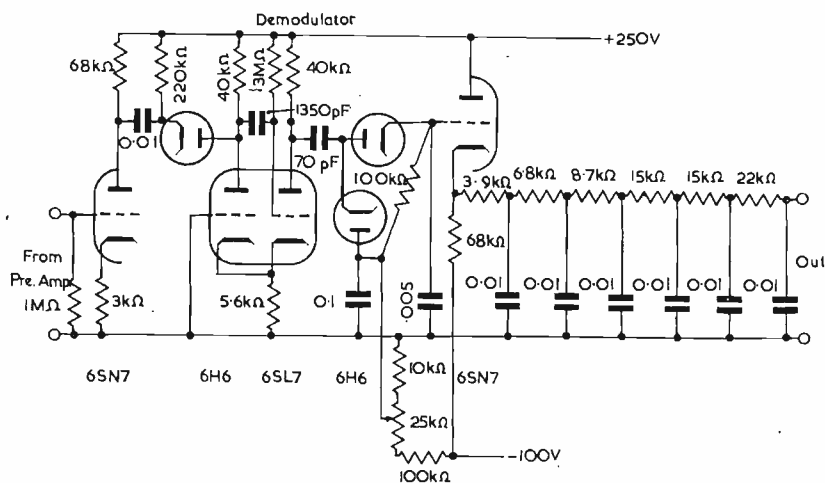 Demodulator
+250V
68kΩ
220kΩ
40kΩ
1·3MΩ
40kΩ
1350pF
0·01
70 pF
100kΩ
3·9kΩ
6·8kΩ
8·7kΩ
15kΩ
15kΩ
22kΩ
68kΩ
From
Pre. Amp.
1MΩ
3kΩ
5·6kΩ
0·1
·005
0·01
0·01
0·01
0·01
0·01
0·01
Out
10kΩ
6SN7
6H6
6SL7
6H6
6SN7
25kΩ
-100V
100kΩ